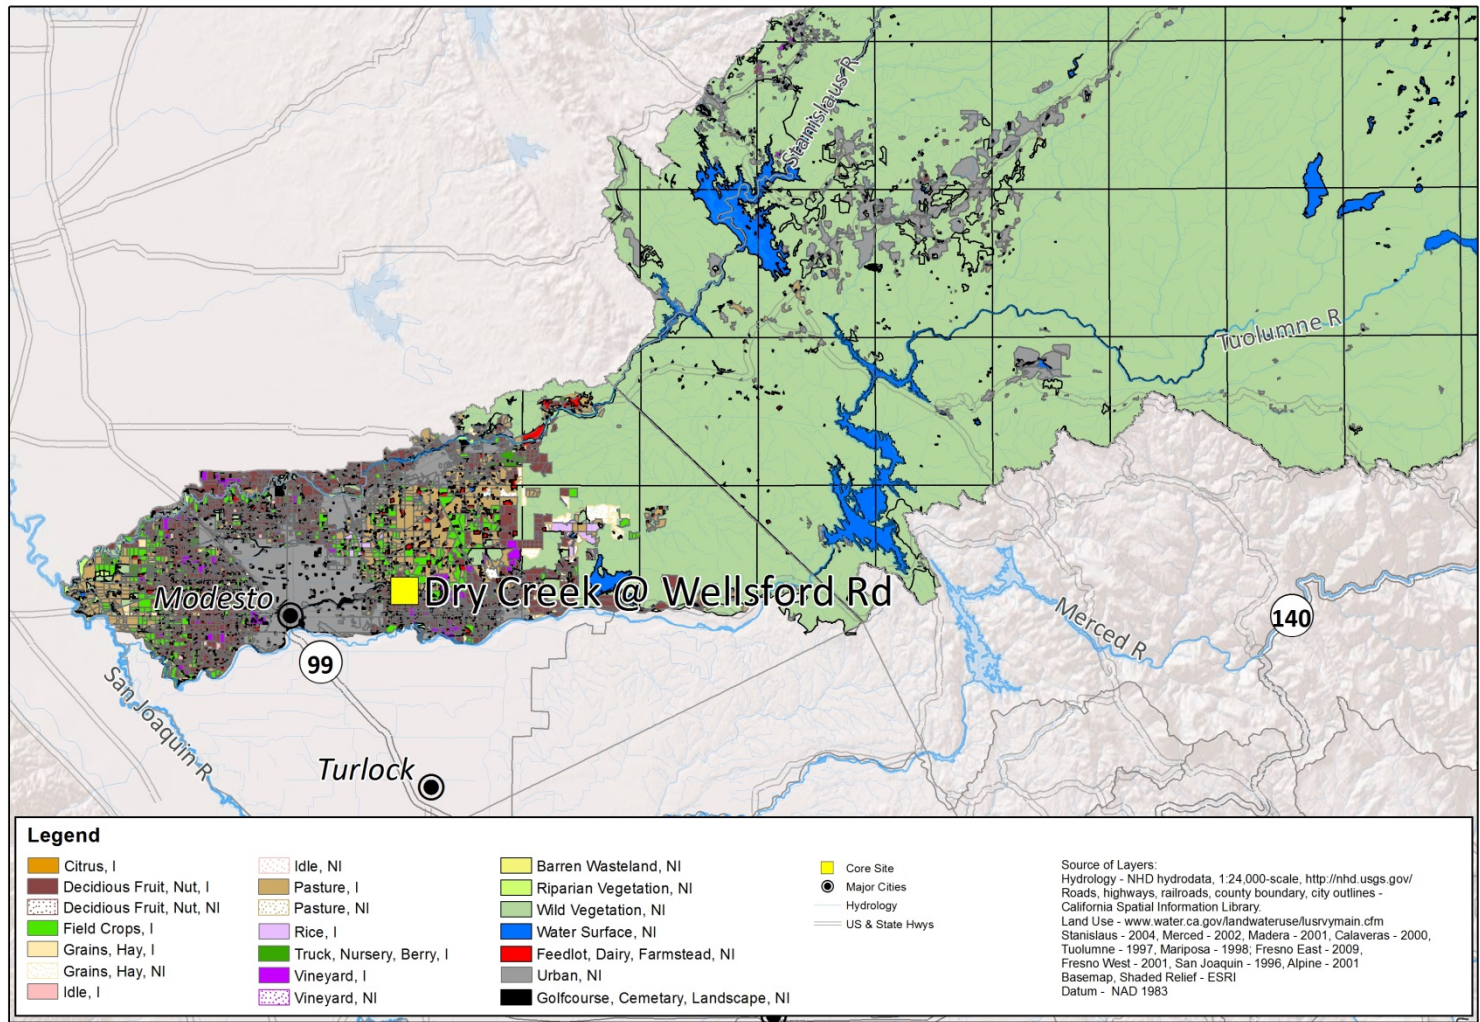 Stanislaus R
Tuolumne R
Dry Creek @ Wellsford Rd
Modesto
Merced R
140
99
San Joaquin R
Turlock
Legend
Citrus, I
Decidious Fruit, Nut, I
Decidious Fruit, Nut, NI
Field Crops, I
Grains, Hay, I
Grains, Hay, NI
Idle, I
Idle, NI
Pasture, I
Pasture, NI
Rice, I
Truck, Nursery, Berry, I
Vineyard, I
Vineyard, NI
Barren Wasteland, NI
Riparian Vegetation, NI
Wild Vegetation, NI
Water Surface, NI
Feedlot, Dairy, Farmstead, NI
Urban, NI
Golfcourse, Cemetary, Landscape, NI
Core Site
Major Cities
Hydrology
US & State Hwys
Source of Layers:
Hydrology - NHD hydrodata, 1:24,000-scale, http://nhd.usgs.gov/
Roads, highways, railroads, county boundary, city outlines -
California Spatial Information Library.
Land Use - www.water.ca.gov/landwateruse/lusrvymain.cfm
Stanislaus - 2004, Merced - 2002, Madera - 2001, Calaveras - 2000,
Tuolumne - 1997, Mariposa - 1998; Fresno East - 2009,
Fresno West - 2001, San Joaquin - 1996, Alpine - 2001
Basemap, Shaded Relief - ESRI
Datum - NAD 1983